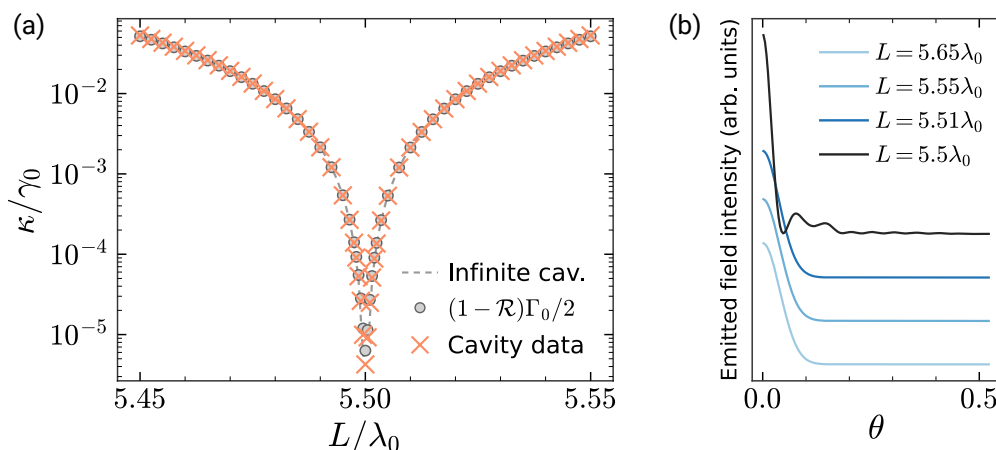 (a)
κ/γ₀
10⁻²
10⁻³
10⁻⁴
10⁻⁵
Infinite cav.
(1−ℛ)Γ₀/2
Cavity data
5.45
5.50
5.55
L/λ₀
(b)
Emitted field intensity (arb. units)
L = 5.65λ₀
L = 5.55λ₀
L = 5.51λ₀
L = 5.5λ₀
0.0
0.5
θ